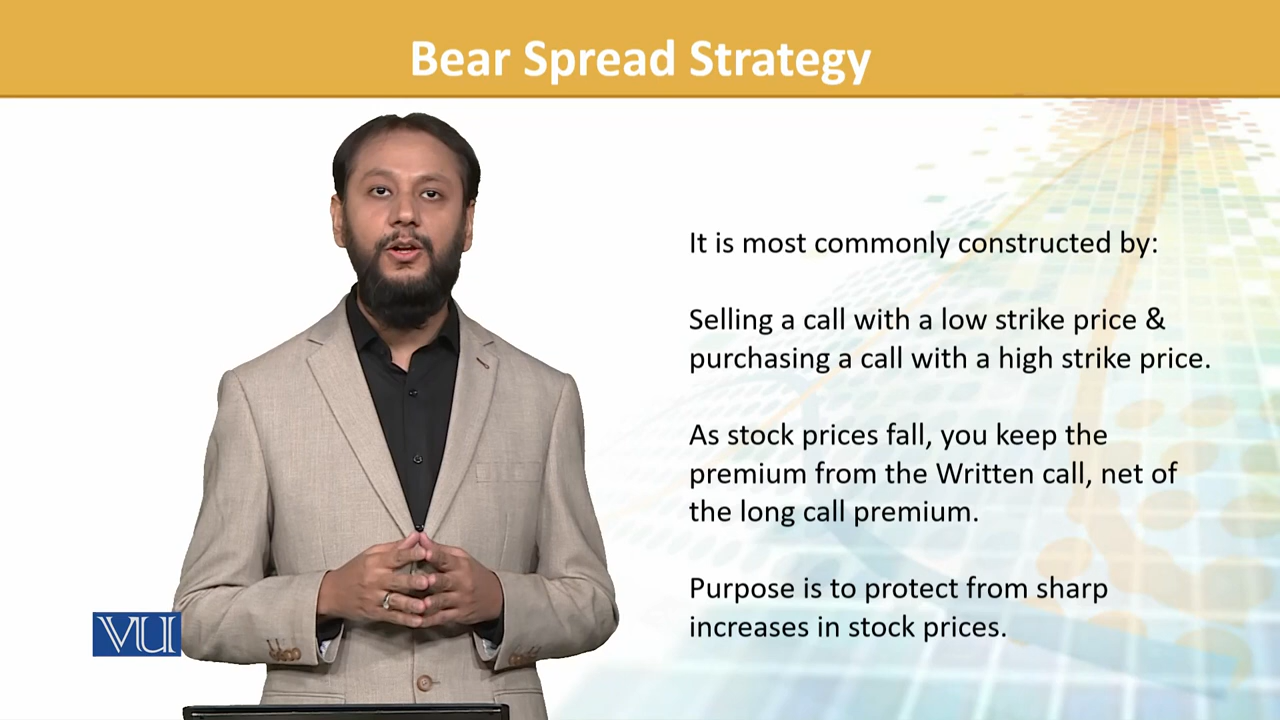 Bear Spread Strategy
It is most commonly constructed by:
Selling a call with a low strike price &
purchasing a call with a high strike price.
As stock prices fall, you keep the
premium from the Written call, net of
the long call premium.
Purpose is to protect from sharp
increases in stock prices.
VU